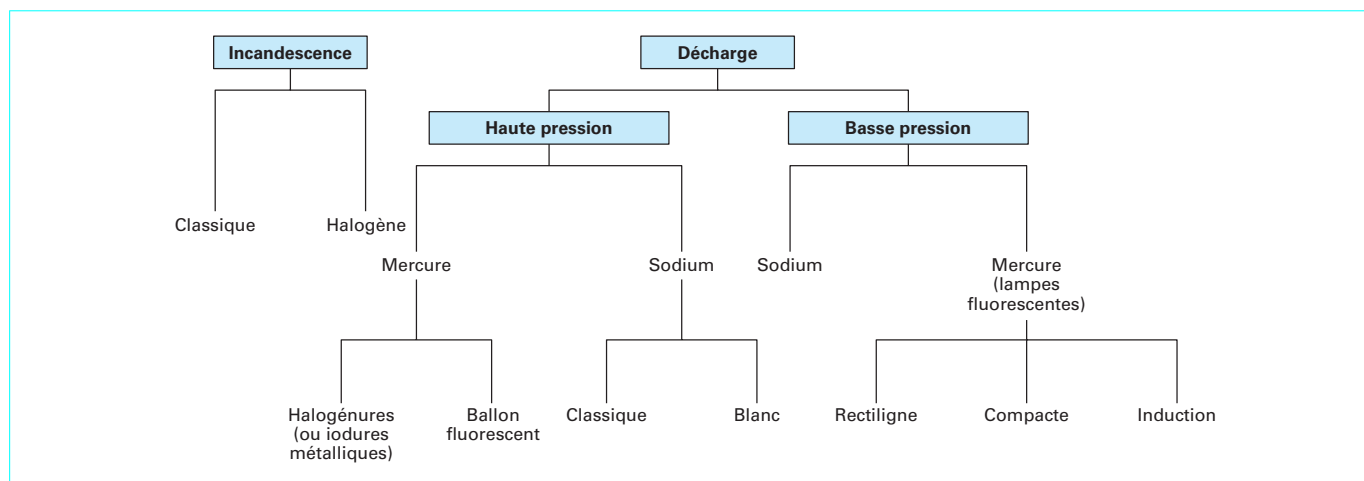 Incandescence
Décharge
Haute pression
Basse pression
Classique
Halogène
Mercure
Sodium
Sodium
Mercure
(lampes
fluorescentes)
Halogénures
(ou iodures
métalliques)
Ballon
fluorescent
Classique
Blanc
Rectiligne
Compacte
Induction